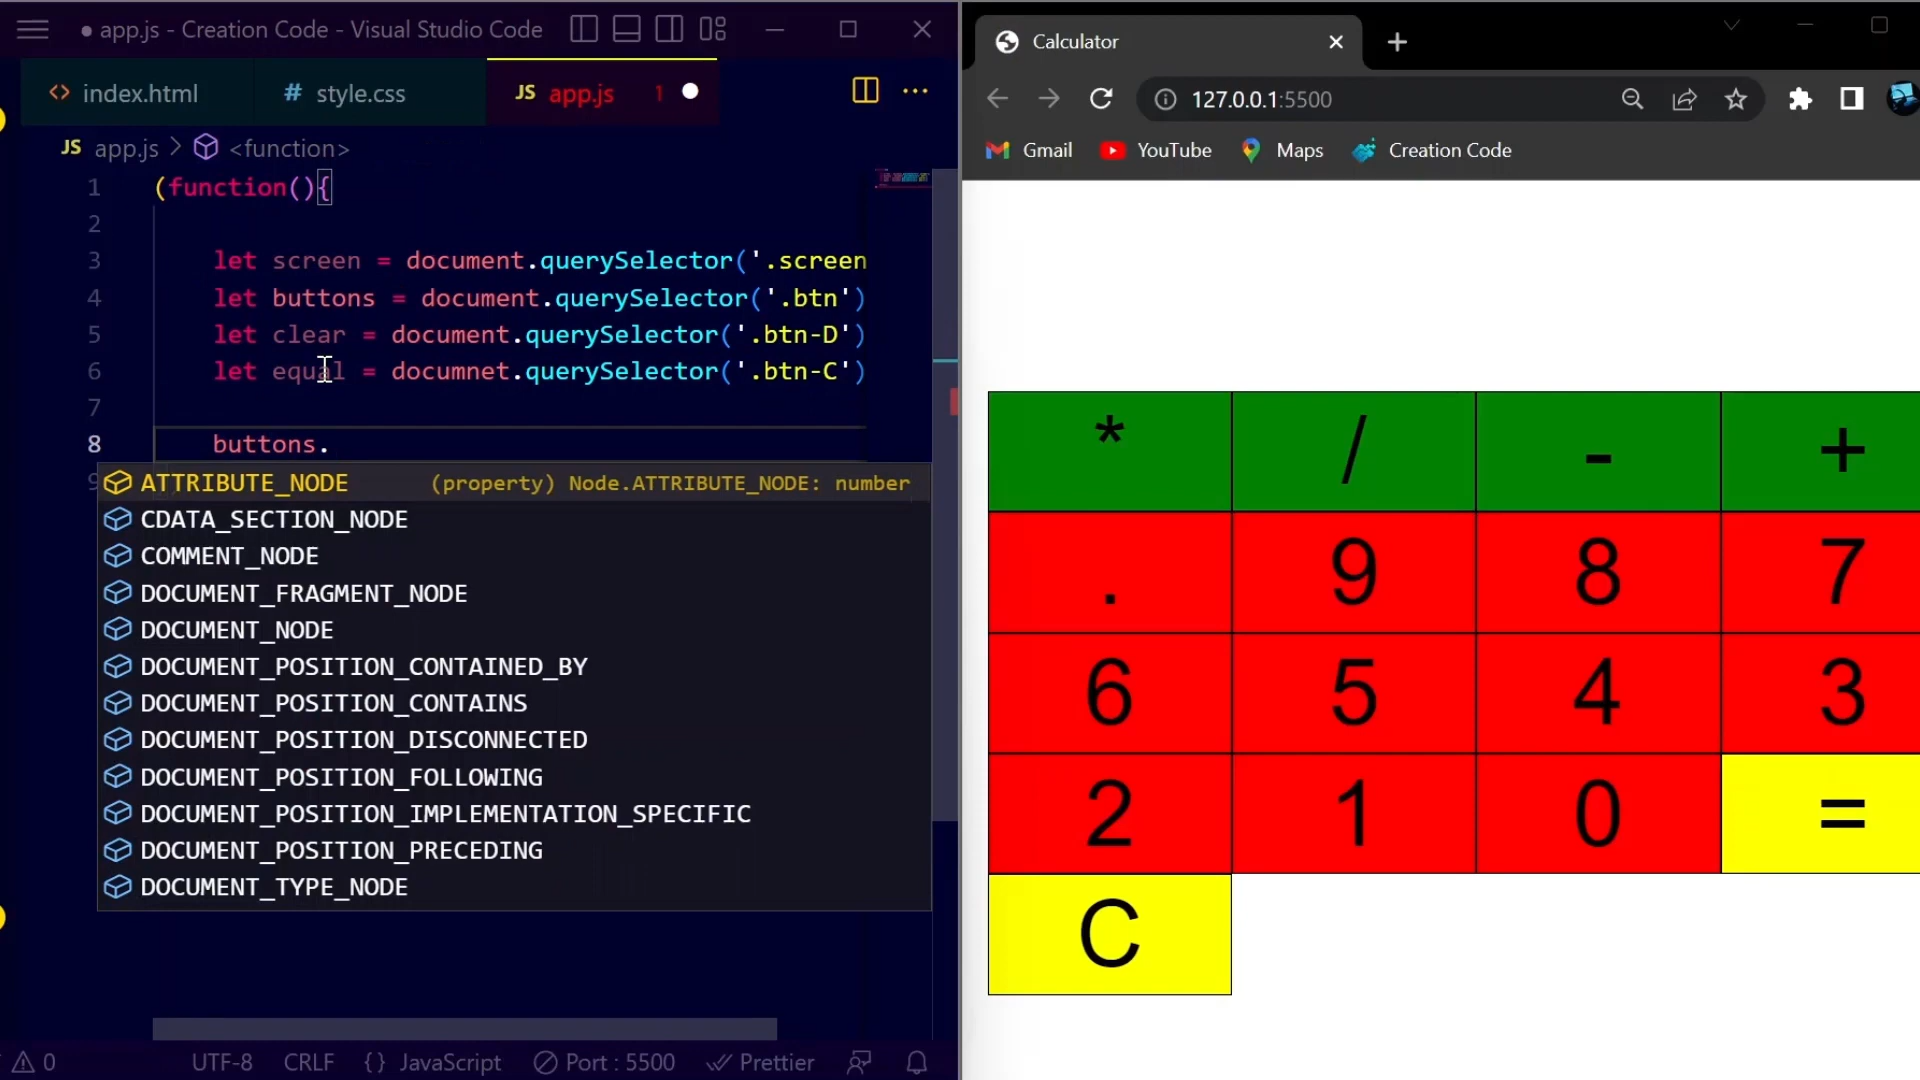 app.js - Creation Code - Visual Studio Code
index.html
# style.css
JS app.js 1
JS app.js > <function>
1 (function(){
2
3 let screen = document.querySelector('.screen
4 let buttons = document.querySelector('.btn')
5 let clear = document.querySelector('.btn-D')
6 let equal = documnet.querySelector('.btn-C')
7
8 buttons.
9
ATTRIBUTE_NODE (property) Node.ATTRIBUTE_NODE: number
CDATA_SECTION_NODE
COMMENT_NODE
DOCUMENT_FRAGMENT_NODE
DOCUMENT_NODE
DOCUMENT_POSITION_CONTAINED_BY
DOCUMENT_POSITION_CONTAINS
DOCUMENT_POSITION_DISCONNECTED
DOCUMENT_POSITION_FOLLOWING
DOCUMENT_POSITION_IMPLEMENTATION_SPECIFIC
DOCUMENT_POSITION_PRECEDING
DOCUMENT_TYPE_NODE
0 UTF-8 CRLF {} JavaScript Port : 5500 Prettier
Calculator
127.0.0.1:5500
Gmail YouTube Maps Creation Code
* / - +
. 9 8 7
6 5 4 3
2 1 0 =
C